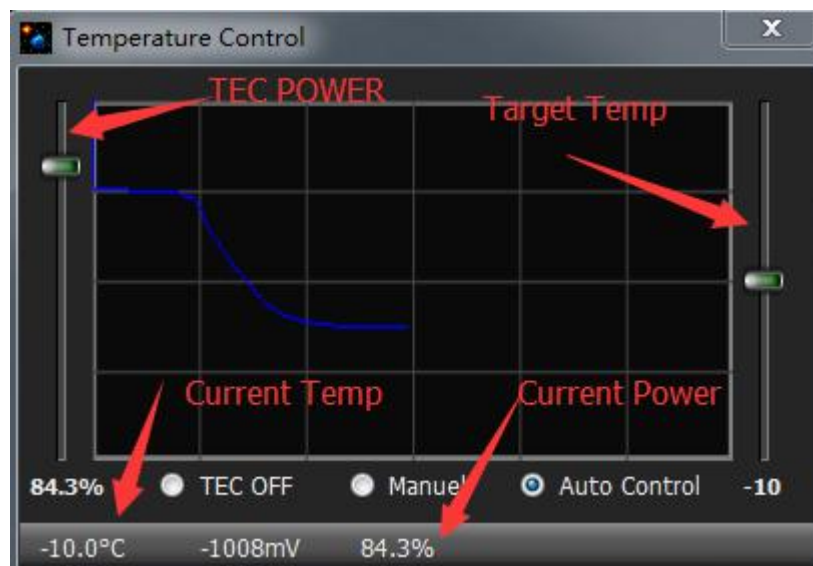 Temperature Control
x
TEC POWER
Target Temp
Current Temp
Current Power
84.3%
TEC OFF
Manuel
Auto Control
-10
-10.0°C
-1008mV
84.3%